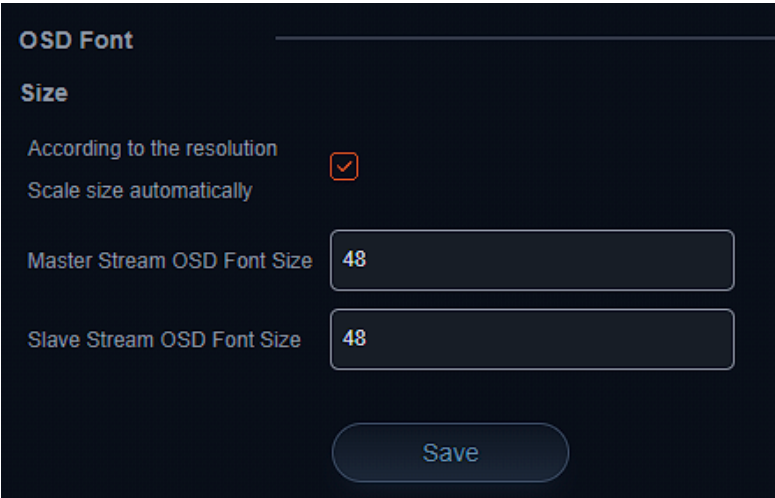 OSD Font
Size
According to the resolution
Scale size automatically
Master Stream OSD Font Size
48
Slave Stream OSD Font Size
48
Save